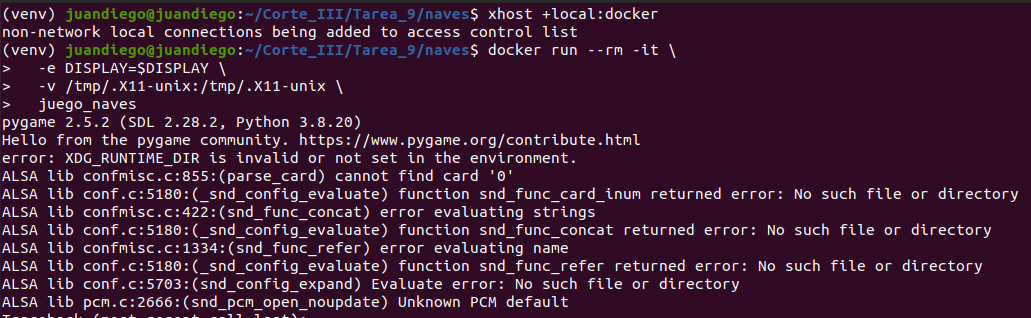 (venv) juandiego@juandiego:~/Corte_III/Tarea_9/naves$ xhost +local:docker
non-network local connections being added to access control list
(venv) juandiego@juandiego:~/Corte_III/Tarea_9/naves$ docker run --rm -it \
>   -e DISPLAY=$DISPLAY \
>   -v /tmp/.X11-unix:/tmp/.X11-unix \
>   juego_naves
pygame 2.5.2 (SDL 2.28.2, Python 3.8.20)
Hello from the pygame community. https://www.pygame.org/contribute.html
error: XDG_RUNTIME_DIR is invalid or not set in the environment.
ALSA lib confmisc.c:855:(parse_card) cannot find card '0'
ALSA lib conf.c:5180:(_snd_config_evaluate) function snd_func_card_inum returned error: No such file or directory
ALSA lib confmisc.c:422:(snd_func_concat) error evaluating strings
ALSA lib conf.c:5180:(_snd_config_evaluate) function snd_func_concat returned error: No such file or directory
ALSA lib confmisc.c:1334:(snd_func_refer) error evaluating name
ALSA lib conf.c:5180:(_snd_config_evaluate) function snd_func_refer returned error: No such file or directory
ALSA lib conf.c:5703:(snd_config_expand) Evaluate error: No such file or directory
ALSA lib pcm.c:2666:(snd_pcm_open_noupdate) Unknown PCM default
Traceback (most recent call last):